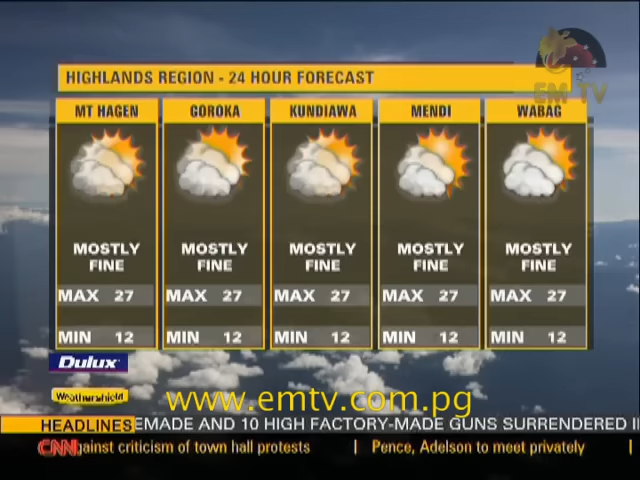 EM TV
HIGHLANDS REGION - 24 HOUR FORECAST
MT HAGEN GOROKA KUNDIAWA MENDI WABAG
MOSTLY FINE MOSTLY FINE MOSTLY FINE MOSTLY FINE MOSTLY FINE
MAX 27 MAX 27 MAX 27 MAX 27 MAX 27
MIN 12 MIN 12 MIN 12 MIN 12 MIN 12
Dulux
Weathershield
www.emtv.com.pg
HEADLINES EMADE AND 10 HIGH FACTORY-MADE GUNS SURRENDERED I
CNN gainst criticism of town hall protests | Pence, Adelson to meet privately |